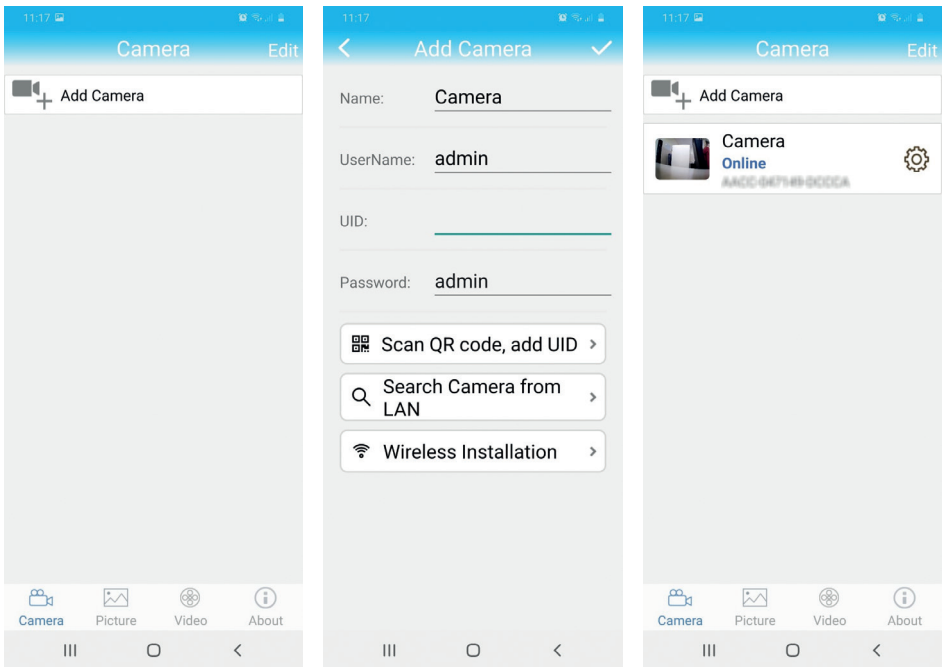 11:17
Camera
Edit
Add Camera
Camera
Picture
Video
About
11:17
Add Camera
Name:
Camera
UserName:
admin
UID:
Password:
admin
Scan QR code, add UID
Search Camera from
LAN
Wireless Installation
11:17
Camera
Edit
Add Camera
Camera
Online
Camera
Picture
Video
About